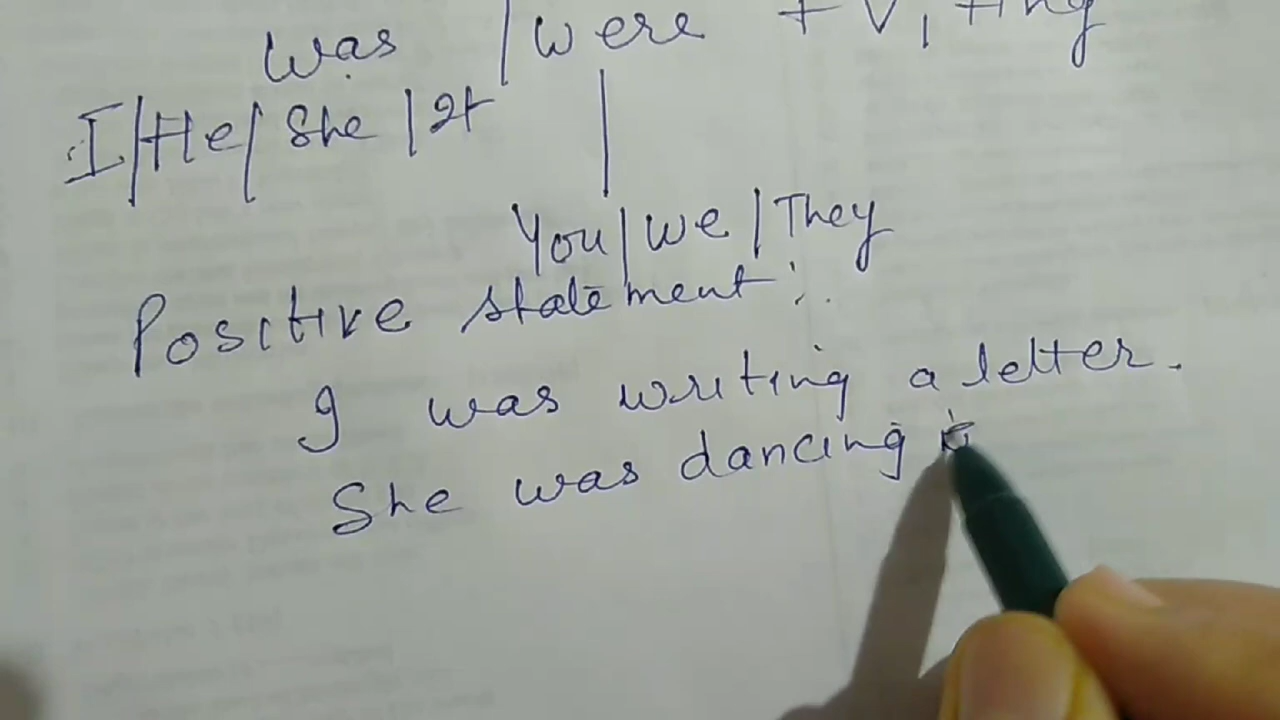 was / were + V1 + ing
I / He / She / It
You / We / They
Positive statement :
I was writing a letter.
She was dancing